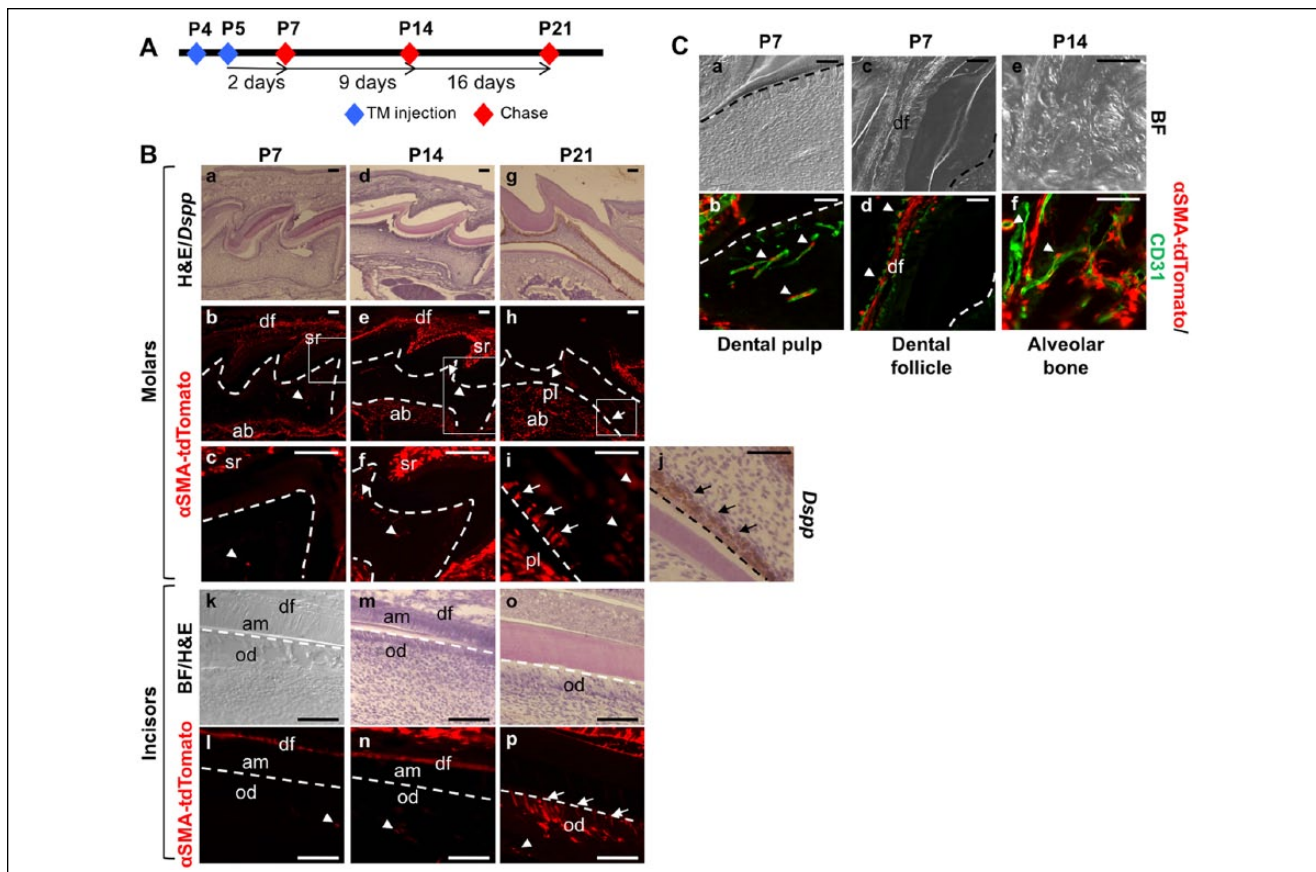 A
P4 P5 P7 P14 P21
2 days 9 days 16 days
TM injection Chase
B
P7 P14 P21
Molars
H&E/Dspp
a d g
αSMA-tdTomato
b df sr ab
e sr ab
h pl ab
c sr
f sr
i pl
j
Dspp
Incisors
BF/H&E
k df am od
m df am od
o od
αSMA-tdTomato
l df am od
n df am od
p od
C
P7 P7 P14
a c df e
BF
b d df f
αSMA-tdTomato/
CD31
Dental pulp
Dental
follicle
Alveolar
bone